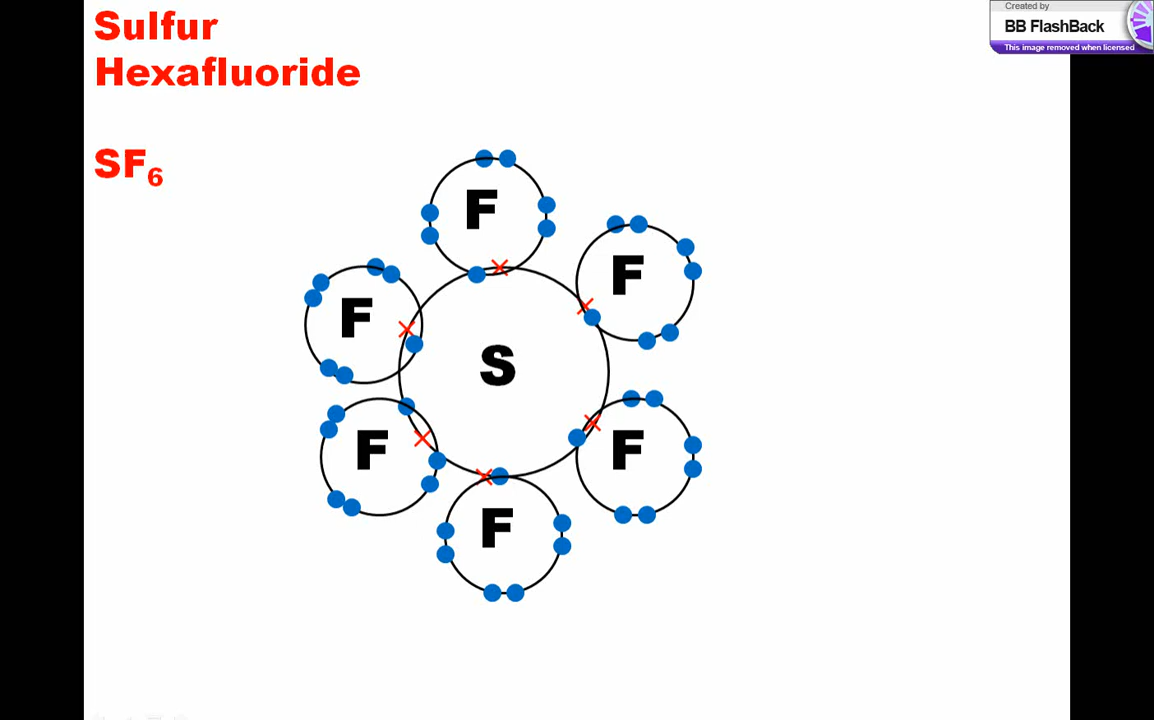 Sulfur
Hexafluoride
SF₆
F
F
F
S
F
F
F
Created by
BB FlashBack
This image removed when licensed